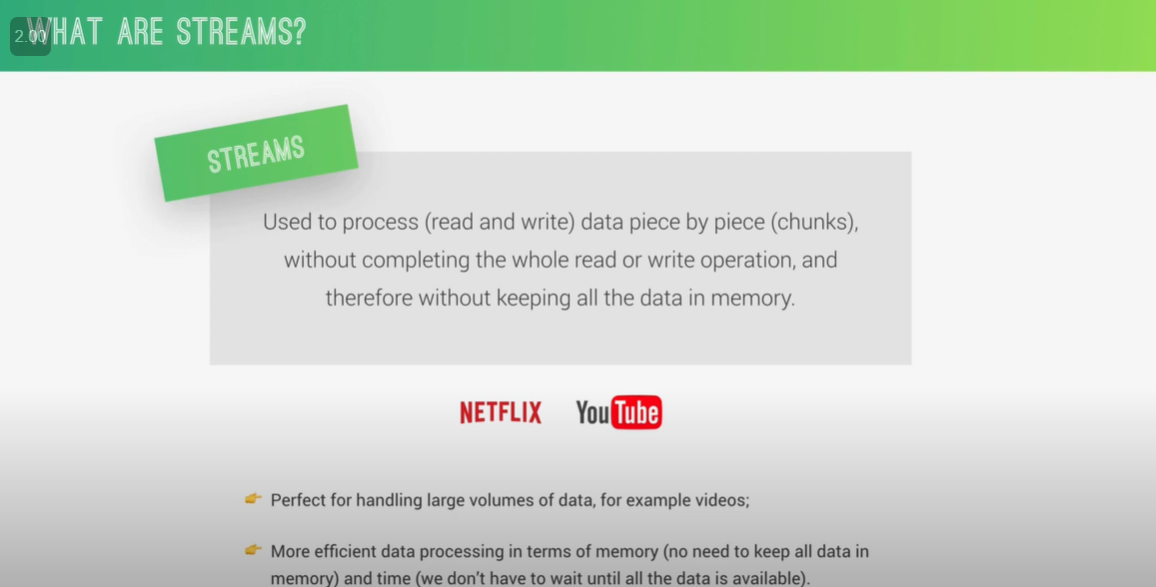 2.00
WHAT ARE STREAMS?
STREAMS
Used to process (read and write) data piece by piece (chunks),
without completing the whole read or write operation, and
therefore without keeping all the data in memory.
NETFLIX YouTube
Perfect for handling large volumes of data, for example videos;
More efficient data processing in terms of memory (no need to keep all data in
memory) and time (we don't have to wait until all the data is available).